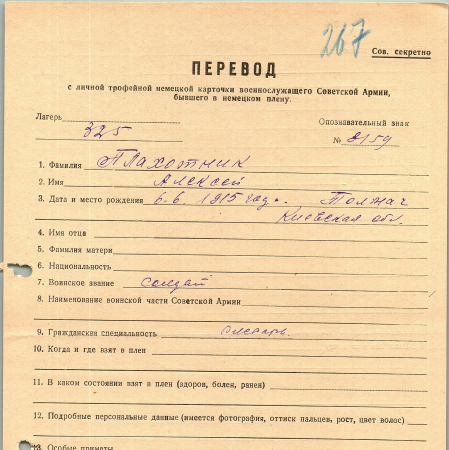 267
Сов. секретно
ПЕРЕВОД
с личной трофейной немецкой карточки военнослужащего Советской Армии,
бывшего в немецком плену.
Лагерь 325
Опознавательный знак
№ 8159
1. Фамилия Плахотник
2. Имя Алексей
3. Дата и место рождения 6.6. 1915 года. Толмач
Киевская обл.
4. Имя отца
5. Фамилия матери
6. Национальность
7. Воинское звание солдат
8. Наименование воинской части Советской Армии
9. Гражданская специальность слесарь.
10. Когда и где взят в плен
11. В каком состоянии взят в плен (здоров, болен, ранен)
12. Подробные персональные данные (имеется фотография, оттиск пальцев, рост, цвет волос)
13. Особые приметы